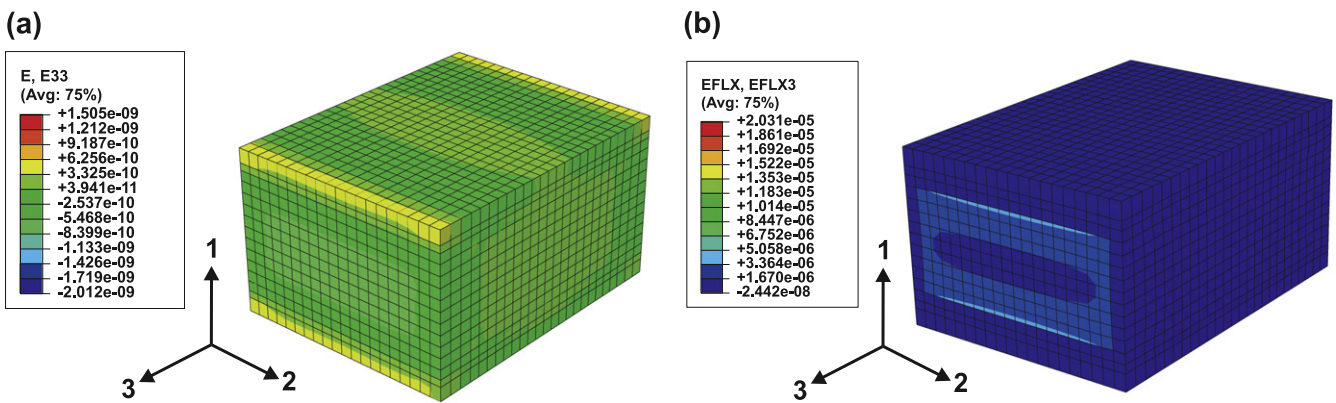 (a)
E, E33
(Avg: 75%)
+1.505e-09
+1.212e-09
+9.187e-10
+6.256e-10
+3.325e-10
+3.941e-11
-2.537e-10
-5.468e-10
-8.399e-10
-1.133e-09
-1.426e-09
-1.719e-09
-2.012e-09
1
2
3
(b)
EFLX, EFLX3
(Avg: 75%)
+2.031e-05
+1.861e-05
+1.692e-05
+1.522e-05
+1.353e-05
+1.183e-05
+1.014e-05
+8.447e-06
+6.752e-06
+5.058e-06
+3.364e-06
+1.670e-06
-2.442e-08
1
2
3